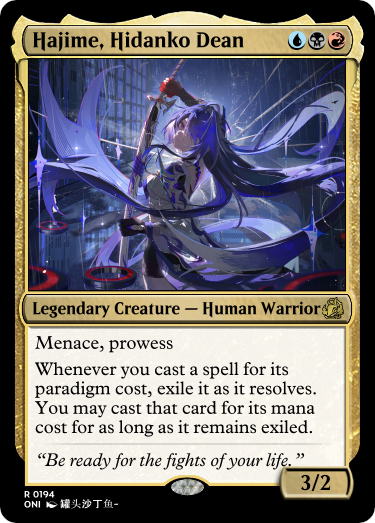 Hajime, Hidanko Dean
Legendary Creature — Human Warrior
Menace, prowess
Whenever you cast a spell for its
paradigm cost, exile it as it resolves.
You may cast that card for its mana
cost for as long as it remains exiled.
“Be ready for the fights of your life.”
3/2
R 0194
ONI 罐头沙丁鱼-